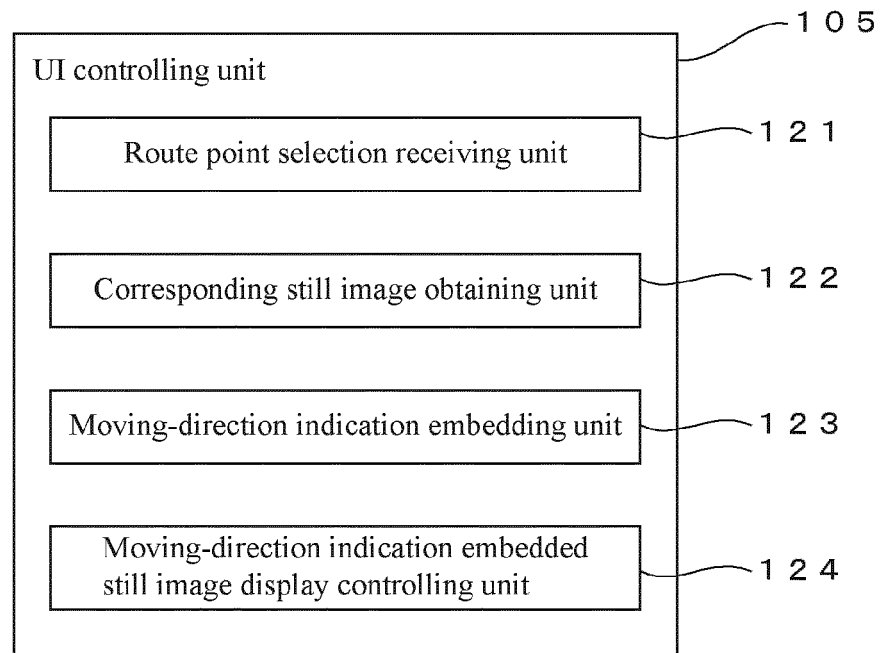 105
UI controlling unit
Route point selection receiving unit
121
Corresponding still image obtaining unit
122
Moving-direction indication embedding unit
123
Moving-direction indication embedded
still image display controlling unit
124